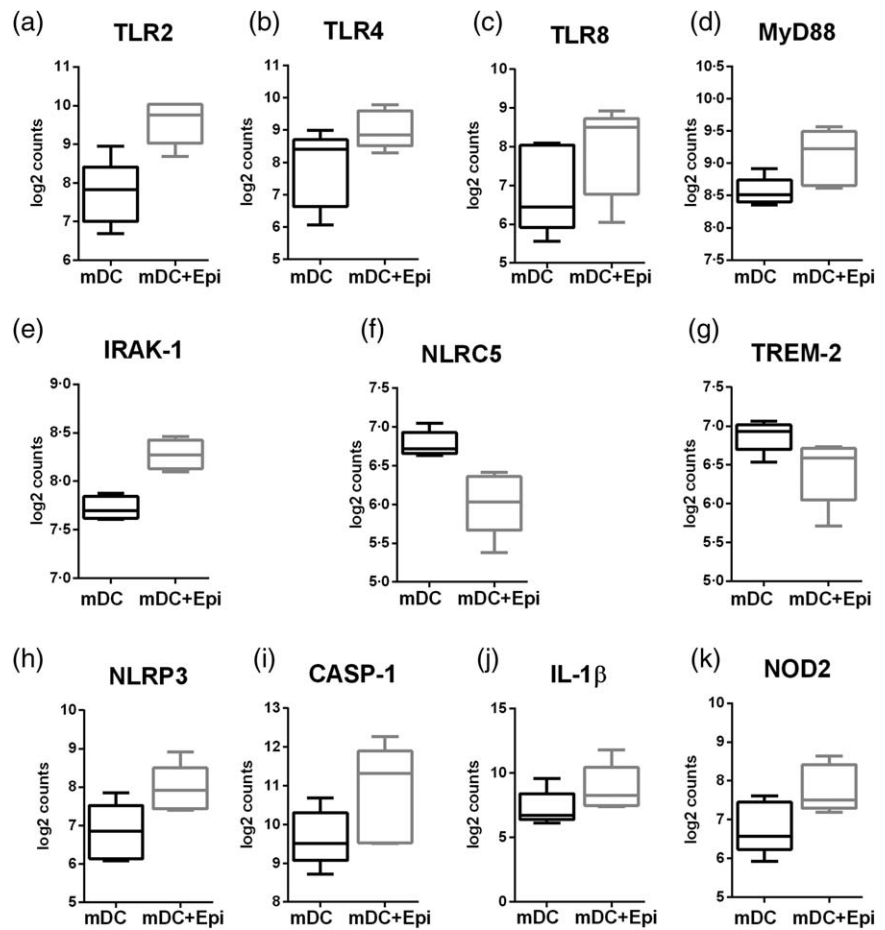 (a) TLR2
log2 counts
11
10
9
8
7
6
mDC mDC+Epi
(b) TLR4
log2 counts
11
10
9
8
7
6
5
mDC mDC+Epi
(c) TLR8
log2 counts
10
9
8
7
6
5
mDC mDC+Epi
(d) MyD88
log2 counts
10·5
10·0
9·5
9·0
8·5
8·0
7·5
mDC mDC+Epi
(e) IRAK-1
log2 counts
9·0
8·5
8·0
7·5
7·0
mDC mDC+Epi
(f) NLRC5
log2 counts
7·5
7·0
6·5
6·0
5·5
5·0
mDC mDC+Epi
(g) TREM-2
log2 counts
7·5
7·0
6·5
6·0
5·5
5·0
mDC mDC+Epi
(h) NLRP3
log2 counts
10
9
8
7
6
5
mDC mDC+Epi
(i) CASP-1
log2 counts
13
12
11
10
9
8
mDC mDC+Epi
(j) IL-1β
log2 counts
15
10
5
0
mDC mDC+Epi
(k) NOD2
log2 counts
10
9
8
7
6
5
mDC mDC+Epi